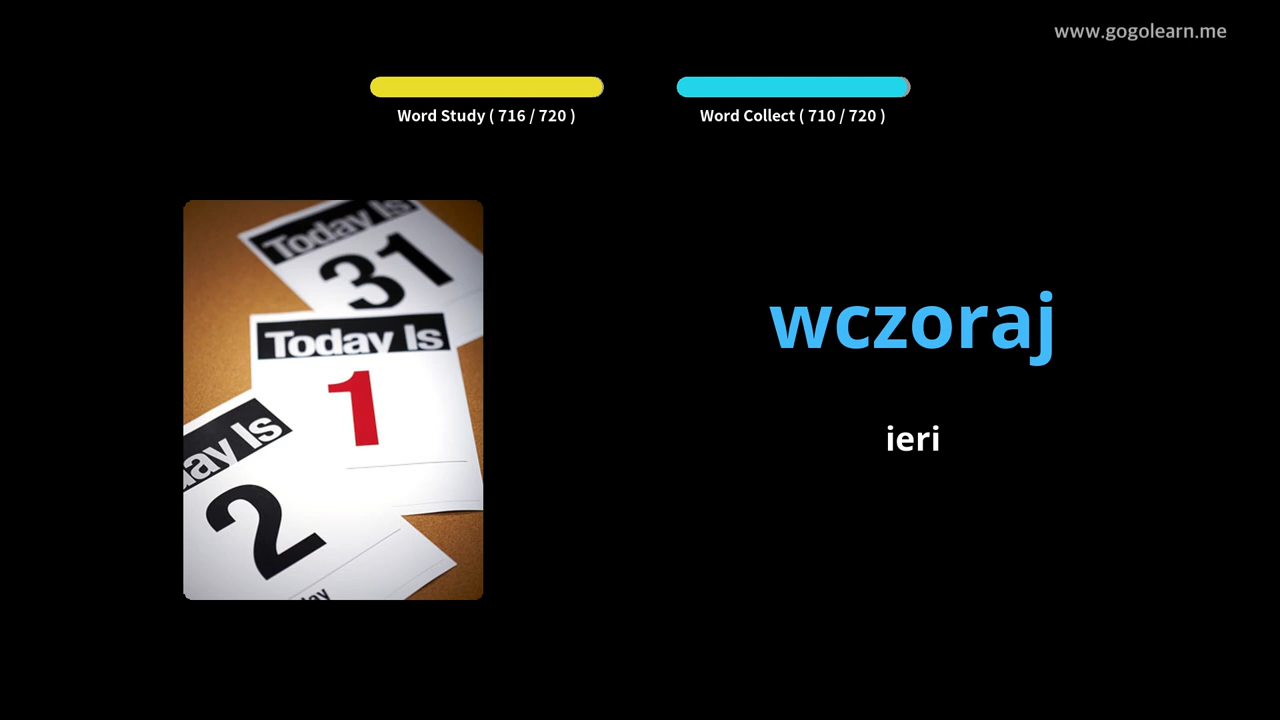 www.gogolearn.me
Word Study ( 716 / 720 )
Word Collect ( 710 / 720 )
Today Is
31
Today Is
1
ay Is
2
wczoraj
ieri